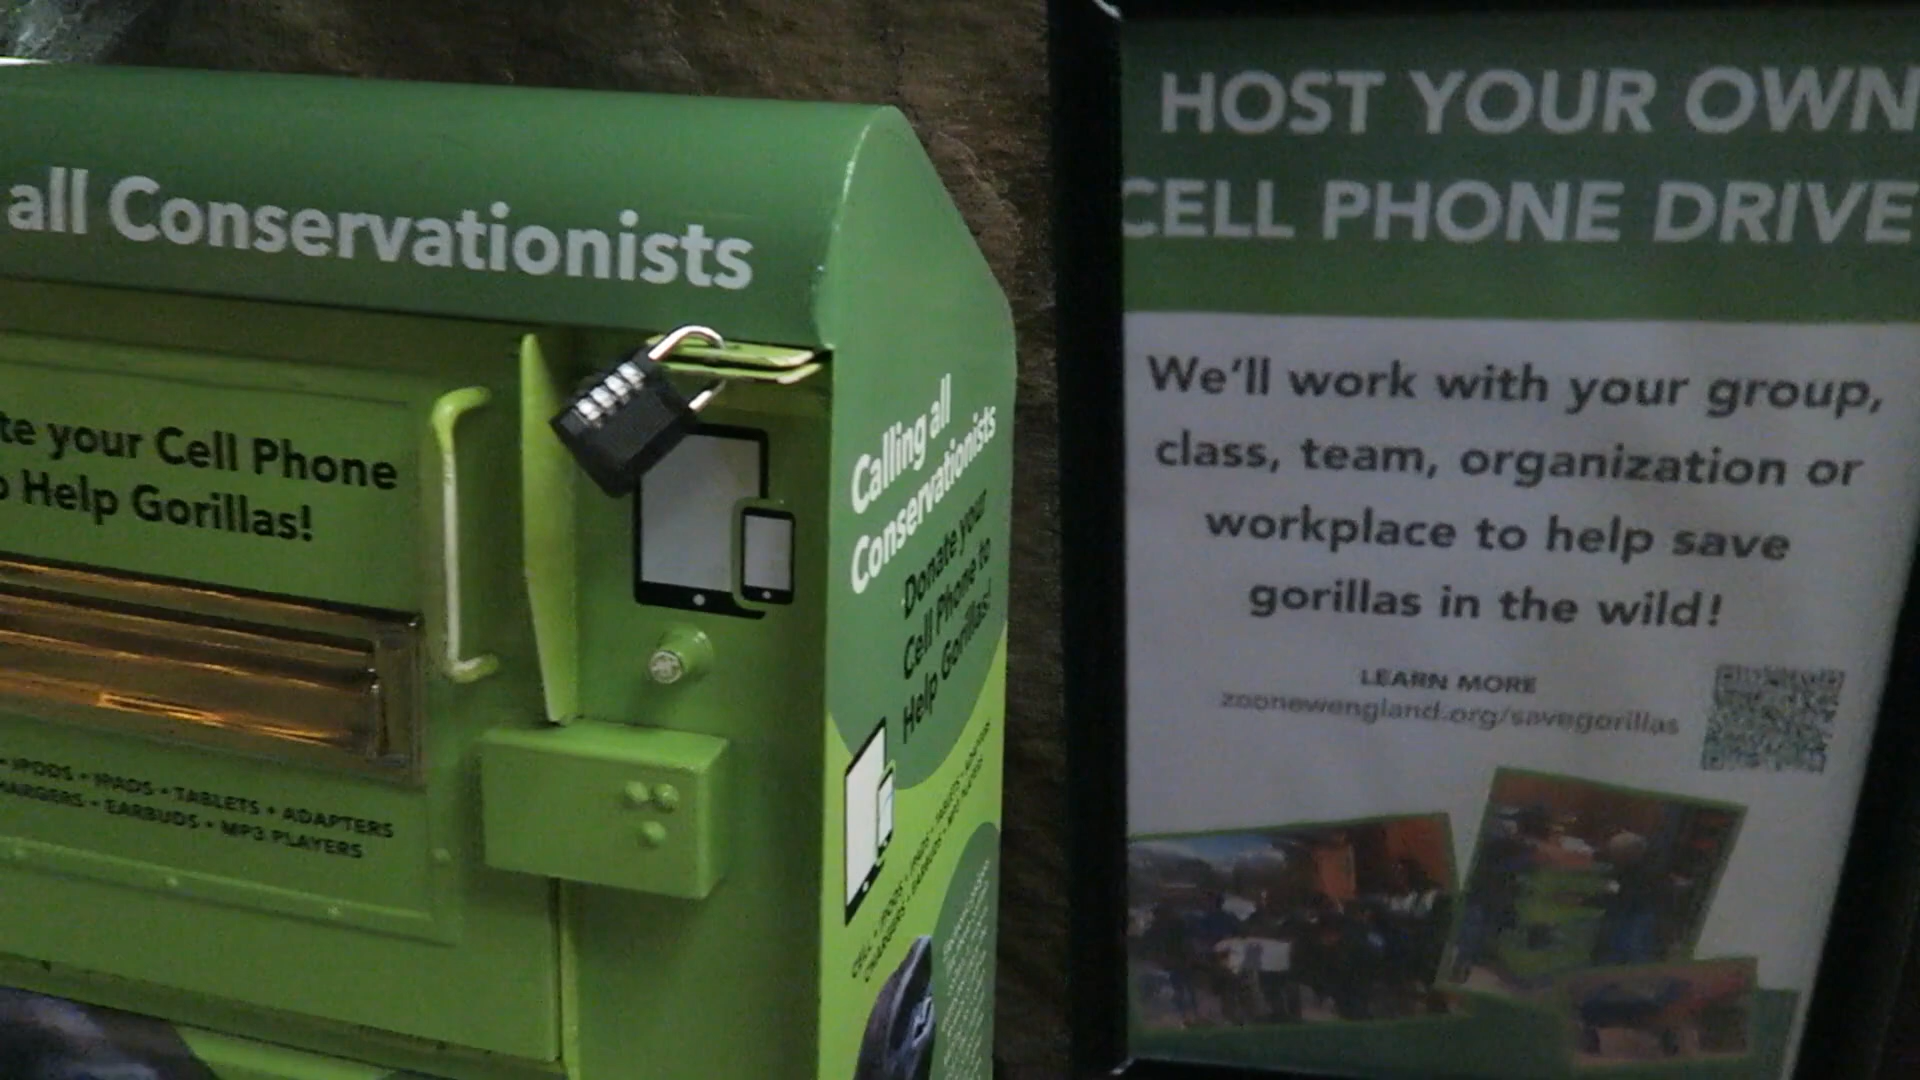 all Conservationists
te your Cell Phone
Help Gorillas!
IPODS • IPADS • TABLETS • ADAPTERS
HARGERS • EARBUDS • MP3 PLAYERS
Calling all
Conservationists
Donate your
Cell Phone to
Help Gorillas!
HOST YOUR OWN
CELL PHONE DRIVE
We'll work with your group,
class, team, organization or
workplace to help save
gorillas in the wild!
LEARN MORE
zoonewengland.org/savegorillas